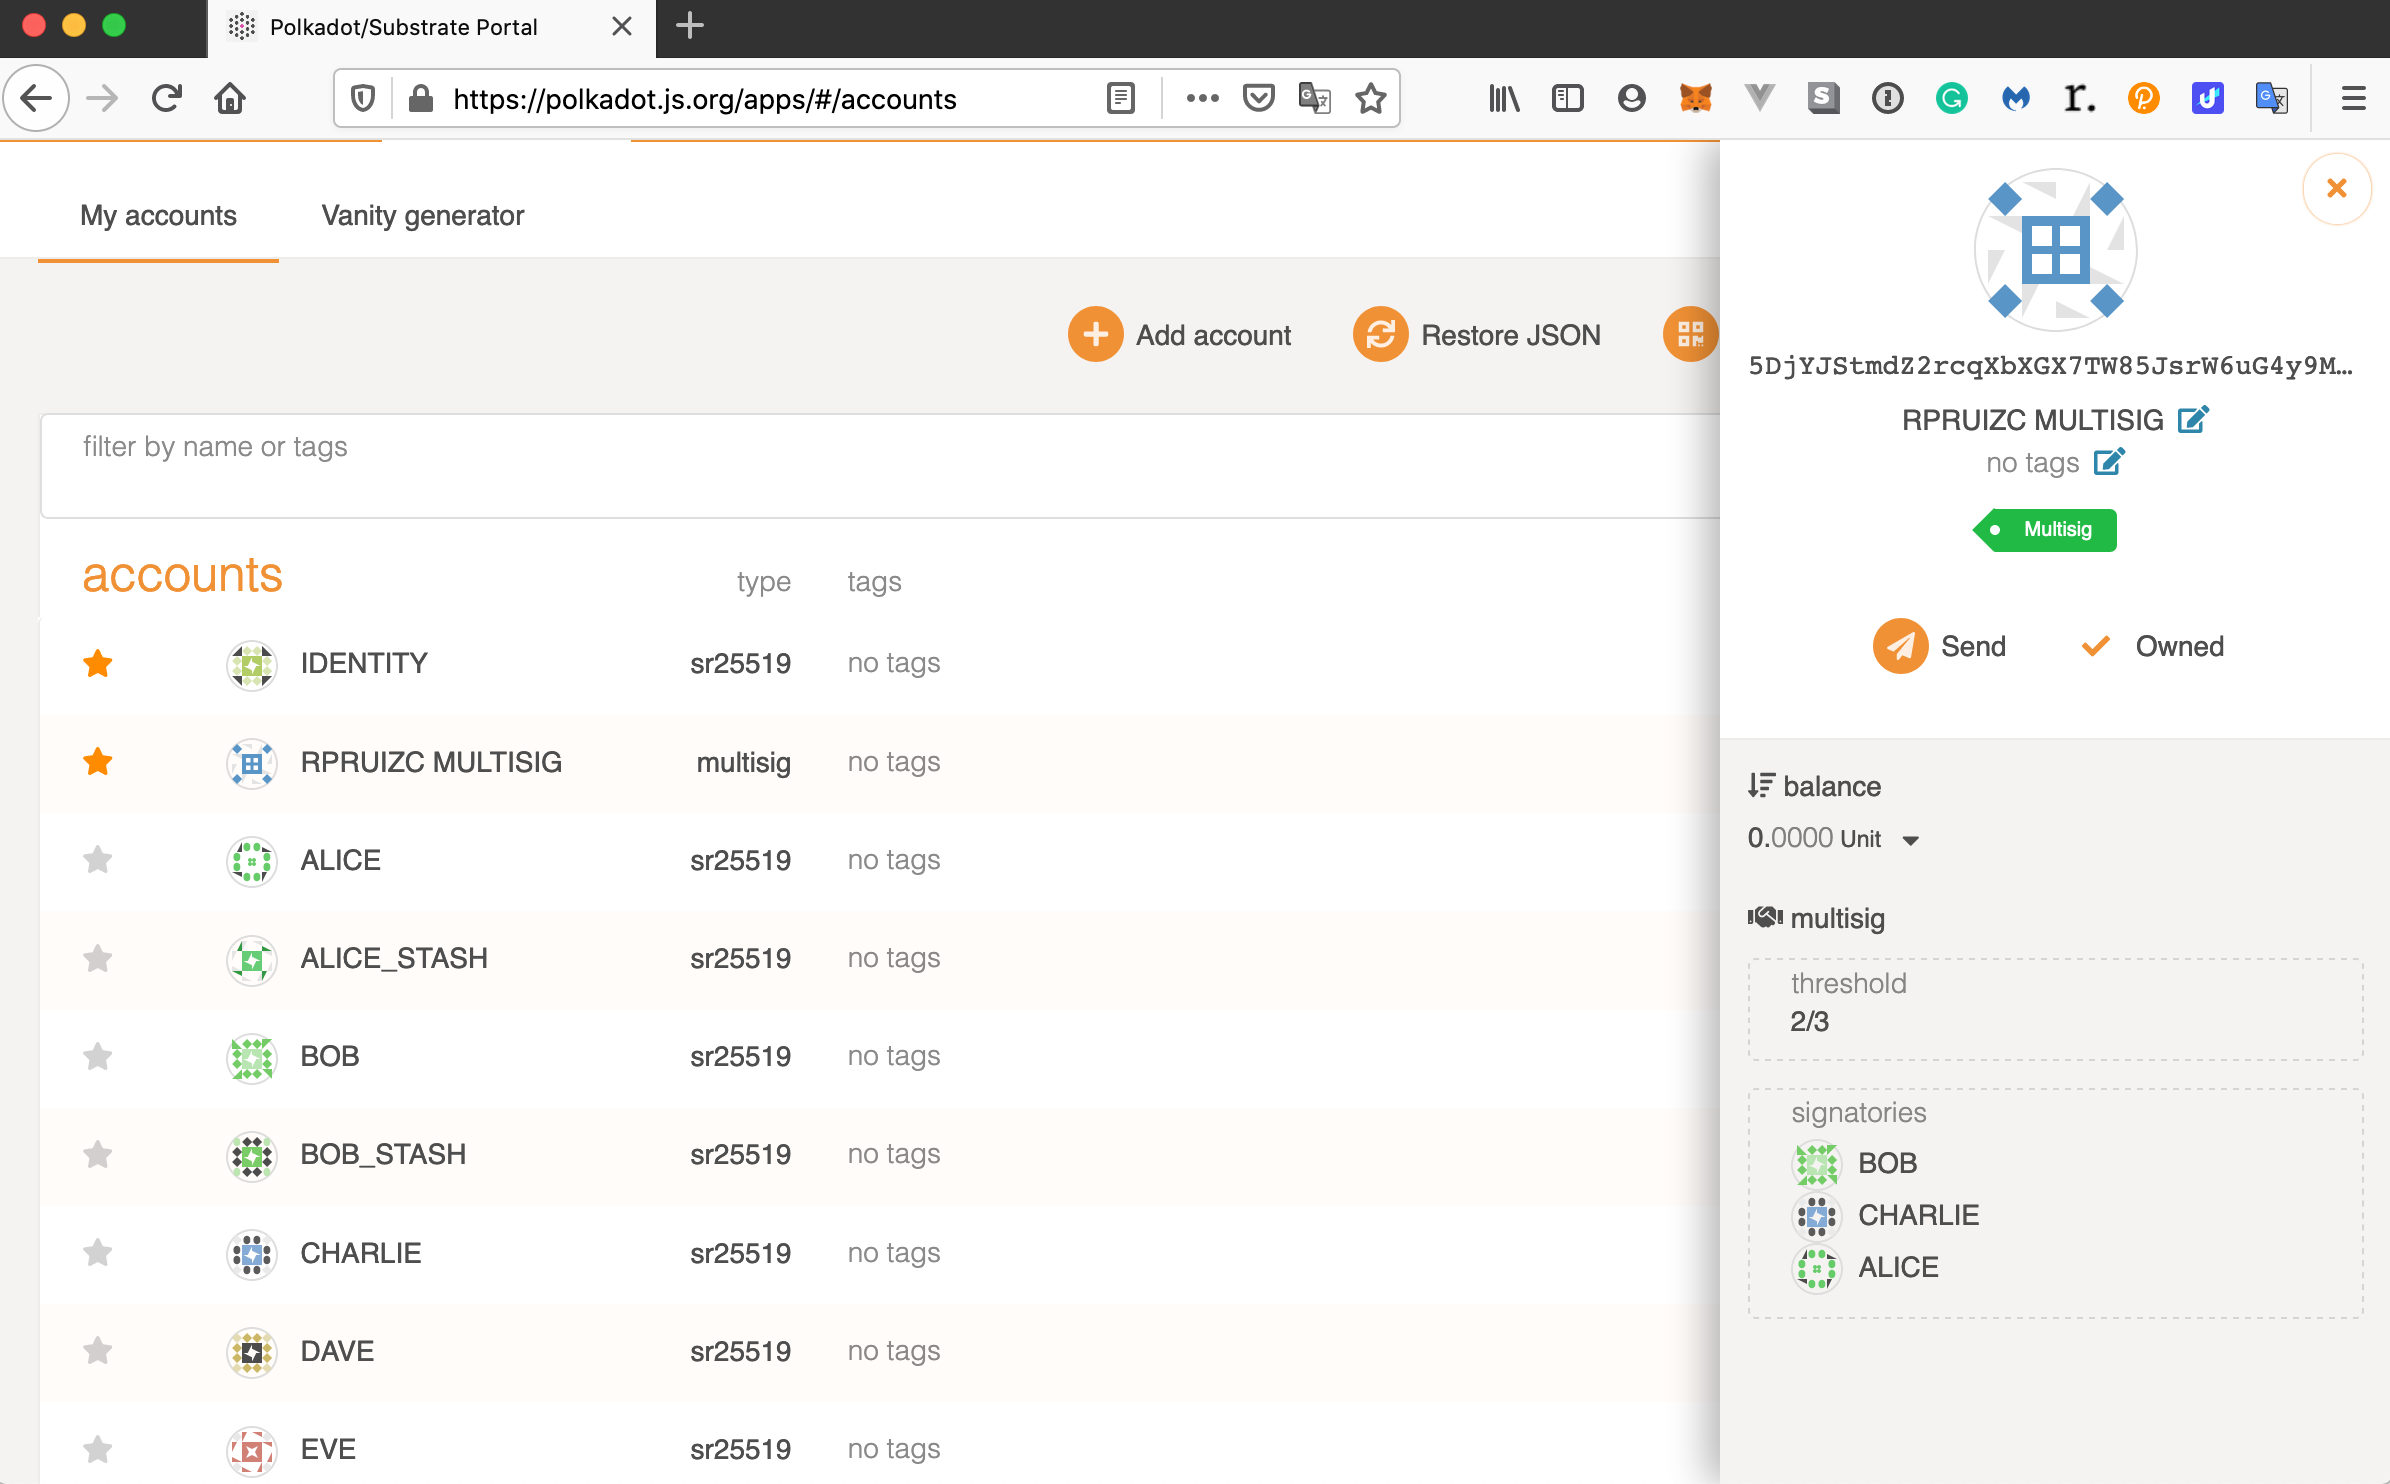 Polkadot/Substrate Portal
https://polkadot.js.org/apps/#/accounts
My accounts
Vanity generator
Add account
Restore JSON
filter by name or tags
accounts type tags
IDENTITY sr25519 no tags
RPRUIZC MULTISIG multisig no tags
ALICE sr25519 no tags
ALICE_STASH sr25519 no tags
BOB sr25519 no tags
BOB_STASH sr25519 no tags
CHARLIE sr25519 no tags
DAVE sr25519 no tags
EVE sr25519 no tags
5DjYJStmdZ2rcqXbXGX7TW85JsrW6uG4y9M…
RPRUIZC MULTISIG
no tags
Multisig
Send
Owned
balance
0.0000 Unit
multisig
threshold
2/3
signatories
BOB
CHARLIE
ALICE